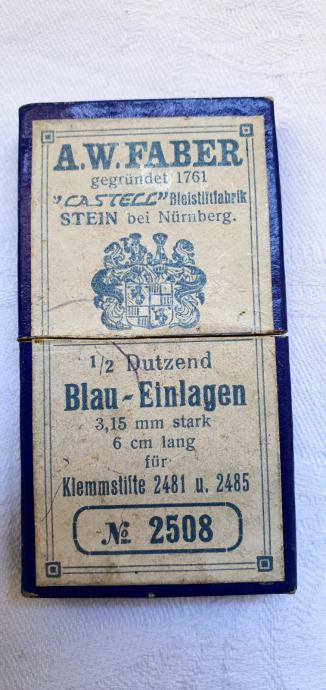 A.W. FABER
gegründet 1761
"CASTELL" Bleistiftfabrik
STEIN bei Nürnberg.
1/2 Dutzend
Blau-Einlagen
3,15 mm stark
6 cm lang
für
Klemmstifte 2481 u. 2485
№ 2508